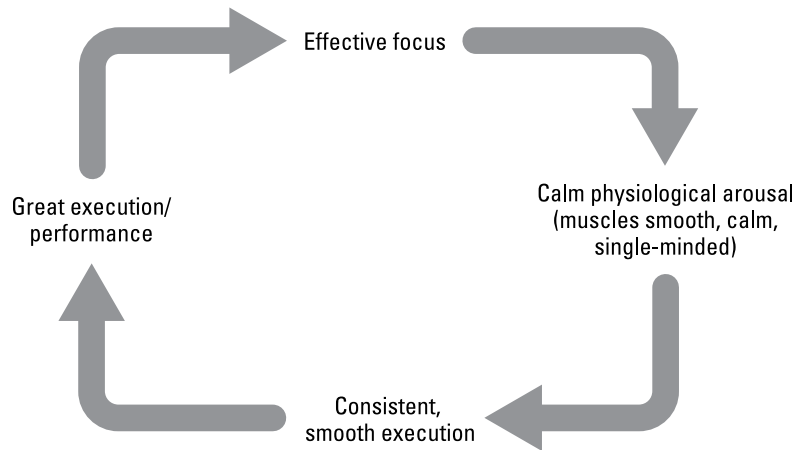 Effective focus
Calm physiological arousal
(muscles smooth, calm,
single-minded)
Consistent,
smooth execution
Great execution/
performance